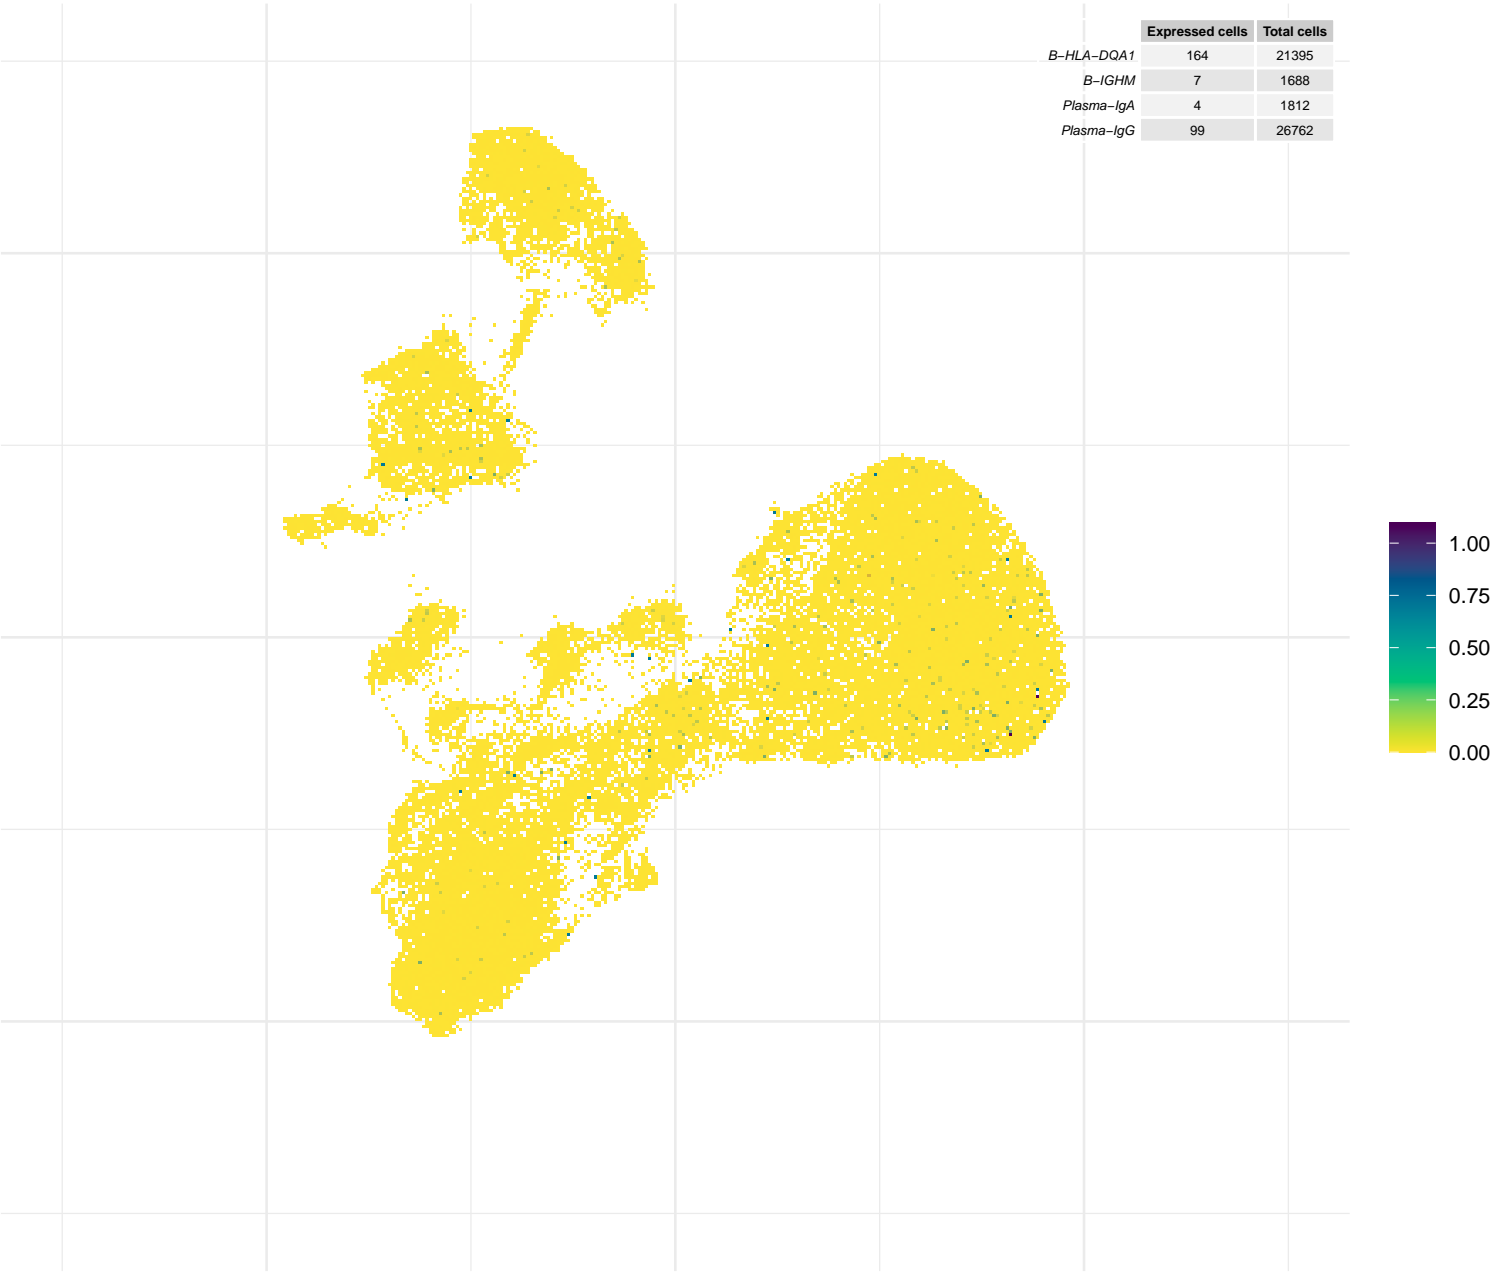 Expressed cells Total cells
B−HLA−DQA1 164 21395
B−IGHM 7 1688
Plasma−IgA 4 1812
Plasma−IgG 99 26762
1.00
0.75
0.50
0.25
0.00